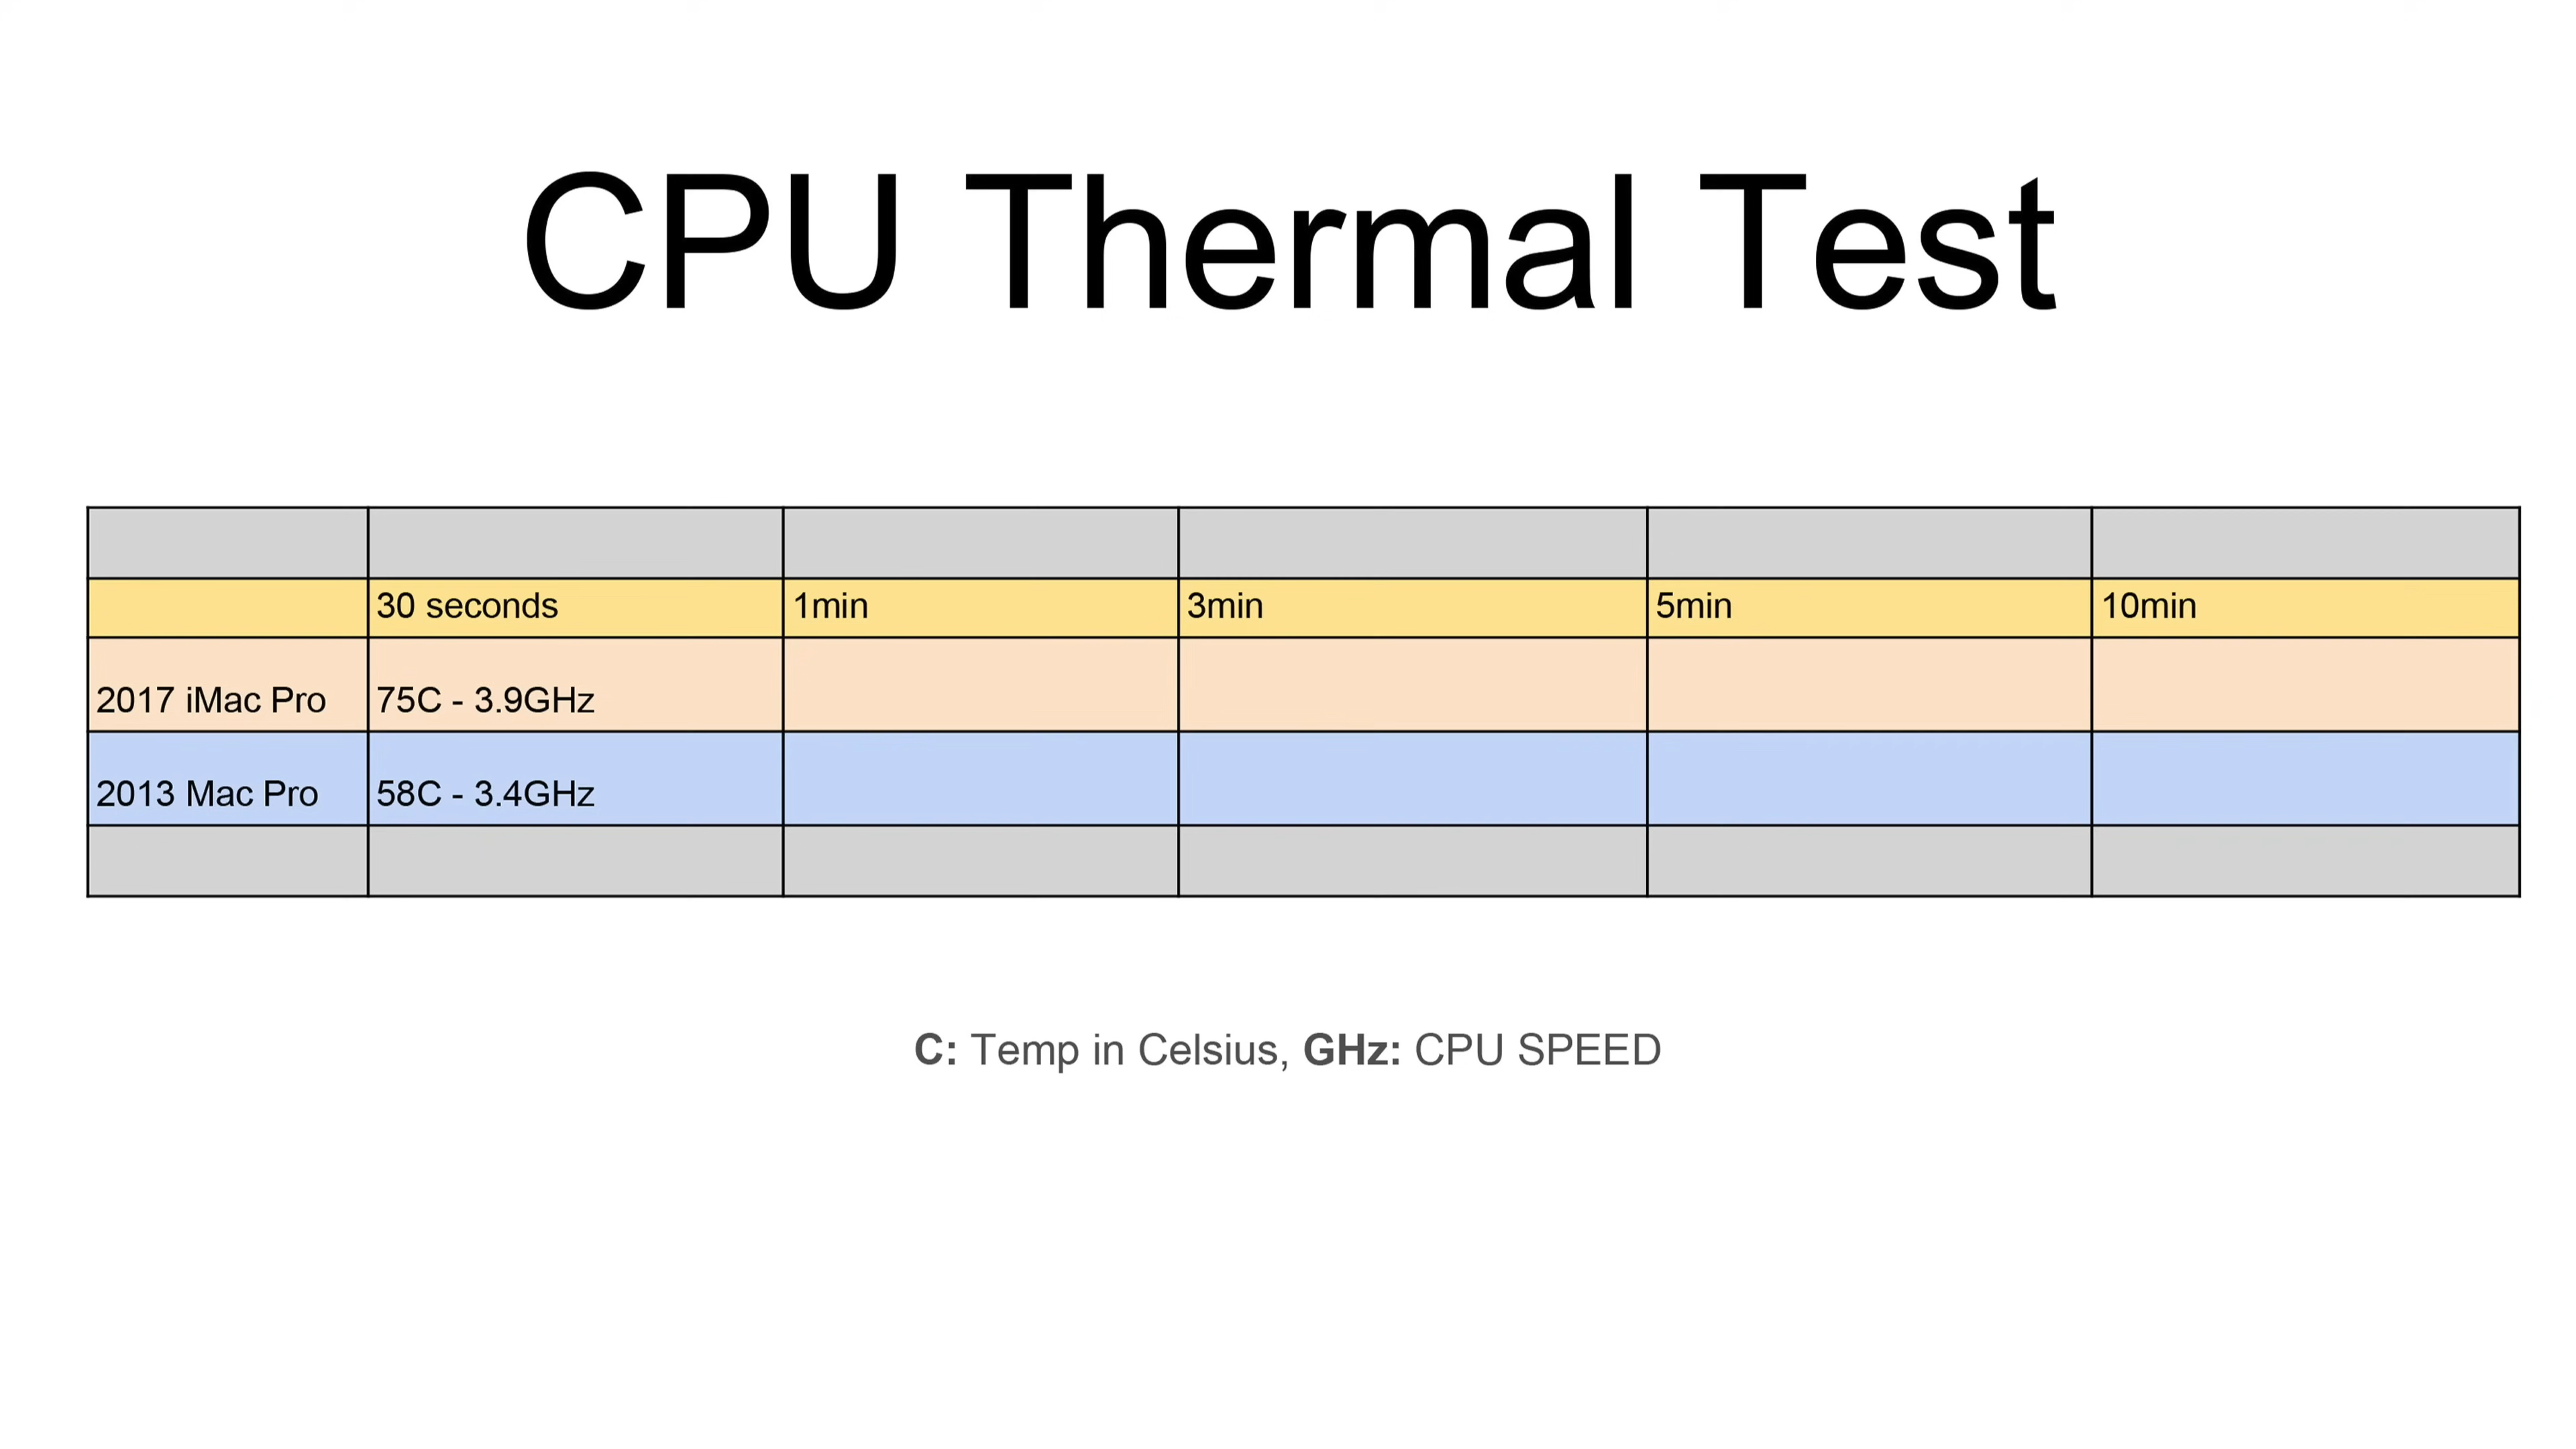 CPU Thermal Test
30 seconds 1min 3min 5min 10min
2017 iMac Pro 75C - 3.9GHz
2013 Mac Pro 58C - 3.4GHz
C: Temp in Celsius, GHz: CPU SPEED